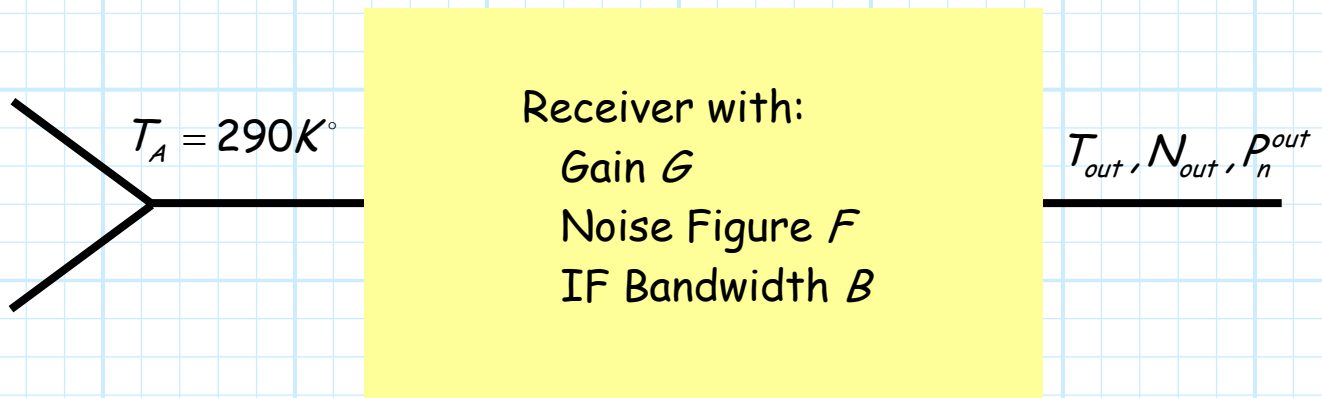 T_A = 290K°
Receiver with:
Gain G
Noise Figure F
IF Bandwidth B
T_out, N_out, P_n^out